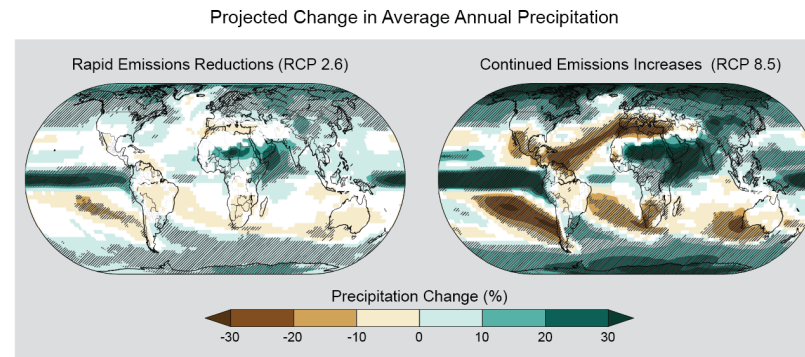 Projected Change in Average Annual Precipitation
Rapid Emissions Reductions (RCP 2.6)
Continued Emissions Increases (RCP 8.5)
Precipitation Change (%)
-30 -20 -10 0 10 20 30